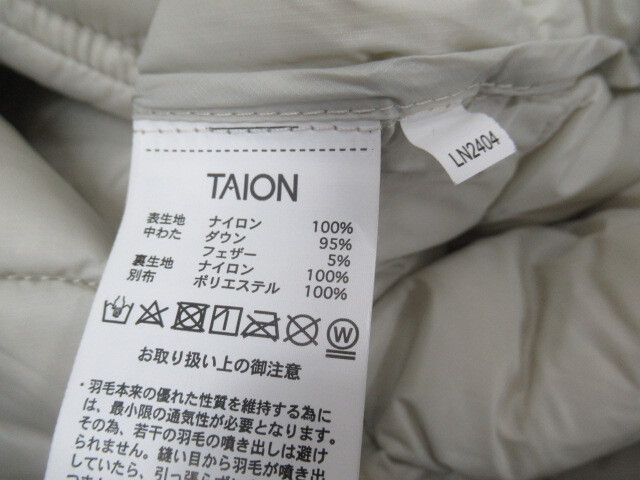 TAION
表生地 ナイロン 100%
中わた ダウン 95%
フェザー 5%
裏生地 ナイロン 100%
別布 ポリエステル 100%
W
お取り扱い上の御注意
・羽毛本来の優れた性質を維持する為に
は、最小限の通気性が必要となります。
その為、若干の羽毛の噴き出しは避け
られません。縫い目から羽毛が噴き出
していたら、引っ張らず
LN2404